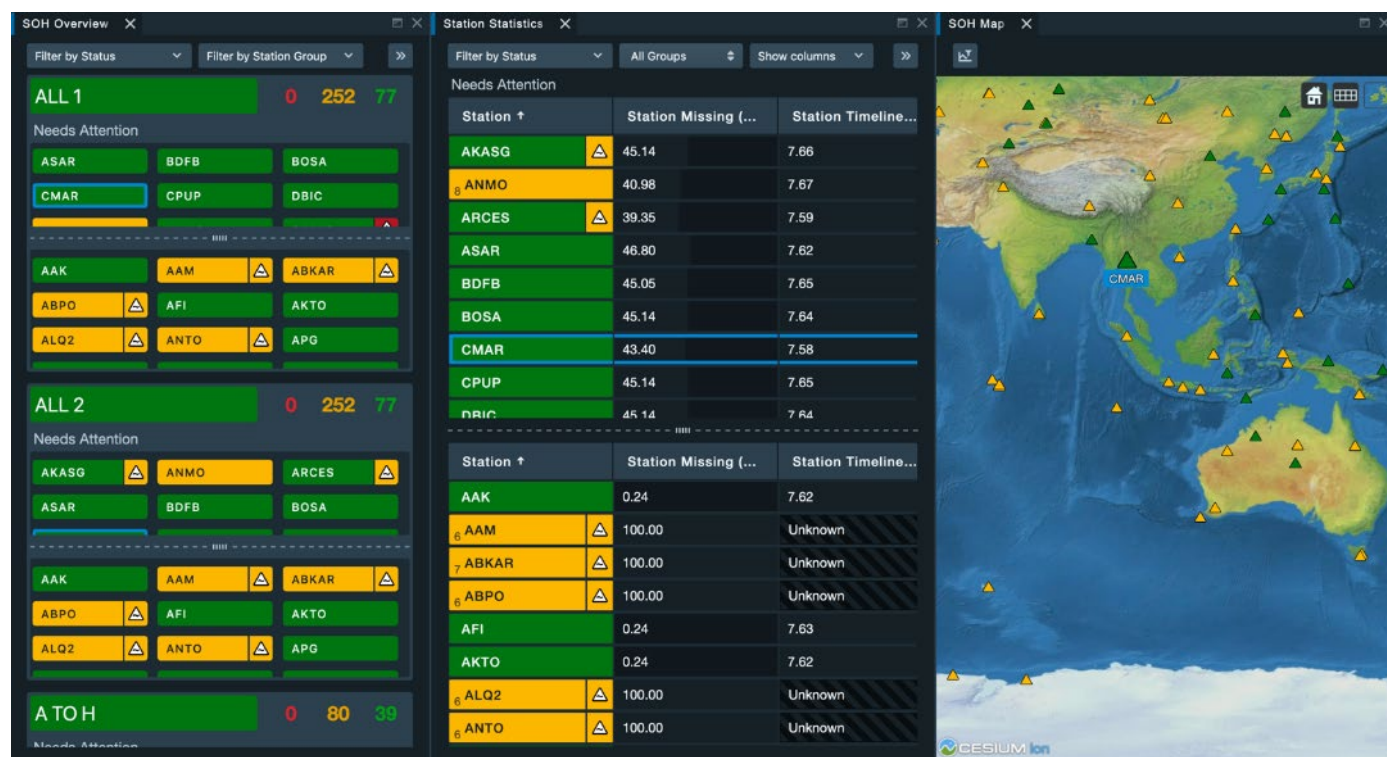 SOH Overview
Filter by Status Filter by Station Group
ALL 1 0 252 77
Needs Attention
ASAR BDFB BOSA
CMAR CPUP DBIC
AAK AAM ABKAR
ABPO AFI AKTO
ALQ2 ANTO APG
ALL 2 0 252 77
Needs Attention
AKASG ANMO ARCES
ASAR BDFB BOSA
AAK AAM ABKAR
ABPO AFI AKTO
ALQ2 ANTO APG
A TO H 0 80 39
Needs Attention
Station Statistics
Filter by Status All Groups Show columns
Needs Attention
Station Station Missing (... Station Timeline...
AKASG 45.14 7.66
8 ANMO 40.98 7.67
ARCES 39.35 7.59
ASAR 46.80 7.62
BDFB 45.05 7.65
BOSA 45.14 7.64
CMAR 43.40 7.58
CPUP 45.14 7.65
DBIC 45.14 7.64
Station Station Missing (... Station Timeline...
AAK 0.24 7.62
6 AAM 100.00 Unknown
7 ABKAR 100.00 Unknown
6 ABPO 100.00 Unknown
AFI 0.24 7.63
AKTO 0.24 7.62
6 ALQ2 100.00 Unknown
6 ANTO 100.00 Unknown
SOH Map
CMAR
CESIUM ion